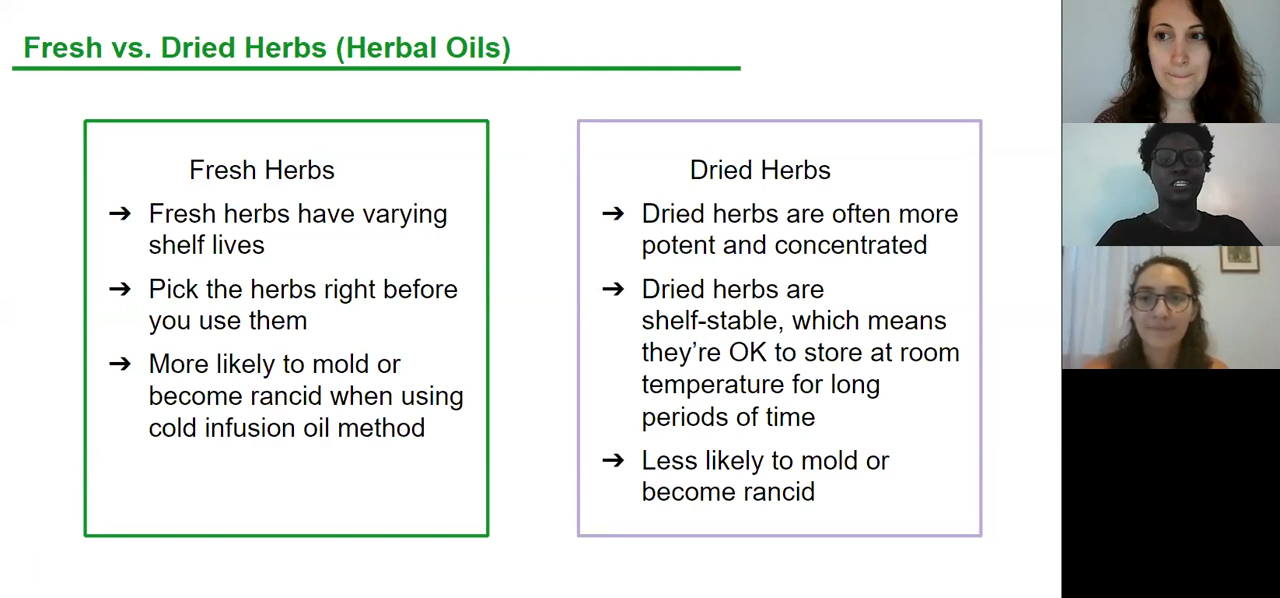 Fresh vs. Dried Herbs (Herbal Oils)
Fresh Herbs
➔ Fresh herbs have varying
shelf lives
➔ Pick the herbs right before
you use them
➔ More likely to mold or
become rancid when using
cold infusion oil method
Dried Herbs
➔ Dried herbs are often more
potent and concentrated
➔ Dried herbs are
shelf-stable, which means
they’re OK to store at room
temperature for long
periods of time
➔ Less likely to mold or
become rancid